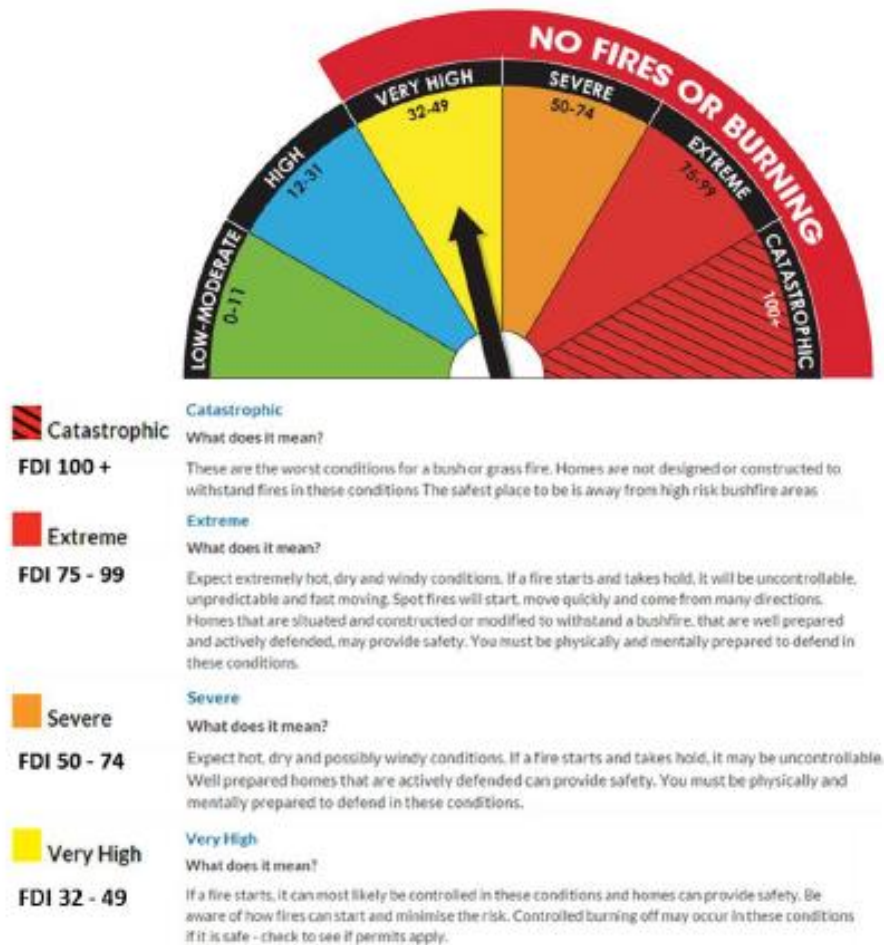 NO FIRES OR BURNING
LOW-MODERATE
0-11
HIGH
12-31
VERY HIGH
32-49
SEVERE
50-74
EXTREME
75-99
CATASTROPHIC
100+
Catastrophic
FDI 100 +
Catastrophic
What does it mean?
These are the worst conditions for a bush or grass fire. Homes are not designed or constructed to
withstand fires in these conditions The safest place to be is away from high risk bushfire areas
Extreme
FDI 75 - 99
Extreme
What does it mean?
Expect extremely hot, dry and windy conditions. If a fire starts and takes hold, it will be uncontrollable,
unpredictable and fast moving. Spot fires will start, move quickly and come from many directions.
Homes that are situated and constructed or modified to withstand a bushfire, that are well prepared
and actively defended, may provide safety. You must be physically and mentally prepared to defend in
these conditions.
Severe
FDI 50 - 74
Severe
What does it mean?
Expect hot, dry and possibly windy conditions. If a fire starts and takes hold, it may be uncontrollable.
Well prepared homes that are actively defended can provide safety. You must be physically and
mentally prepared to defend in these conditions.
Very High
FDI 32 - 49
Very High
What does it mean?
If a fire starts, it can most likely be controlled in these conditions and homes can provide safety. Be
aware of how fires can start and minimise the risk. Controlled burning off may occur in these conditions
if it is safe - check to see if permits apply.